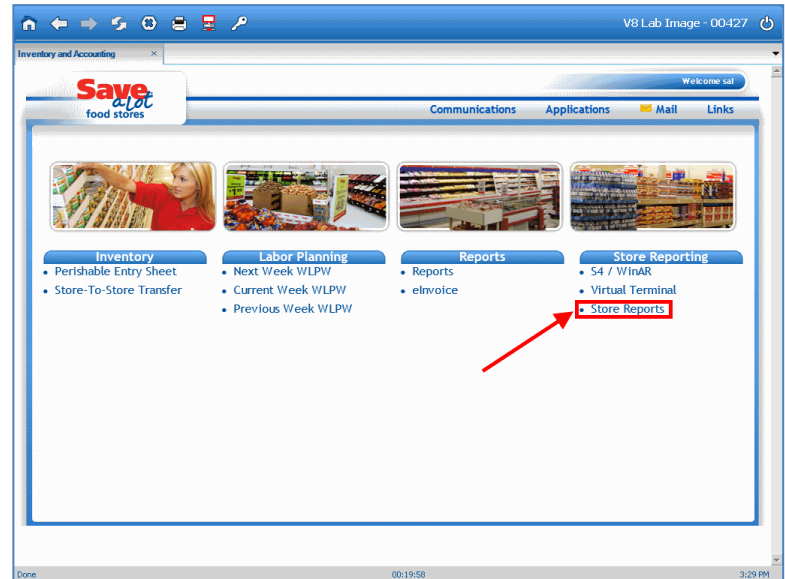 V8 Lab Image - 00427
Inventory and Accounting ×
Save
a lot
food stores
Welcome sal
Communications Applications Mail Links
Inventory
• Perishable Entry Sheet
• Store-To-Store Transfer
Labor Planning
• Next Week WLPW
• Current Week WLPW
• Previous Week WLPW
Reports
• Reports
• eInvoice
Store Reporting
• S4 / WinAR
• Virtual Terminal
• Store Reports
Done 00:19:58 3:29 PM